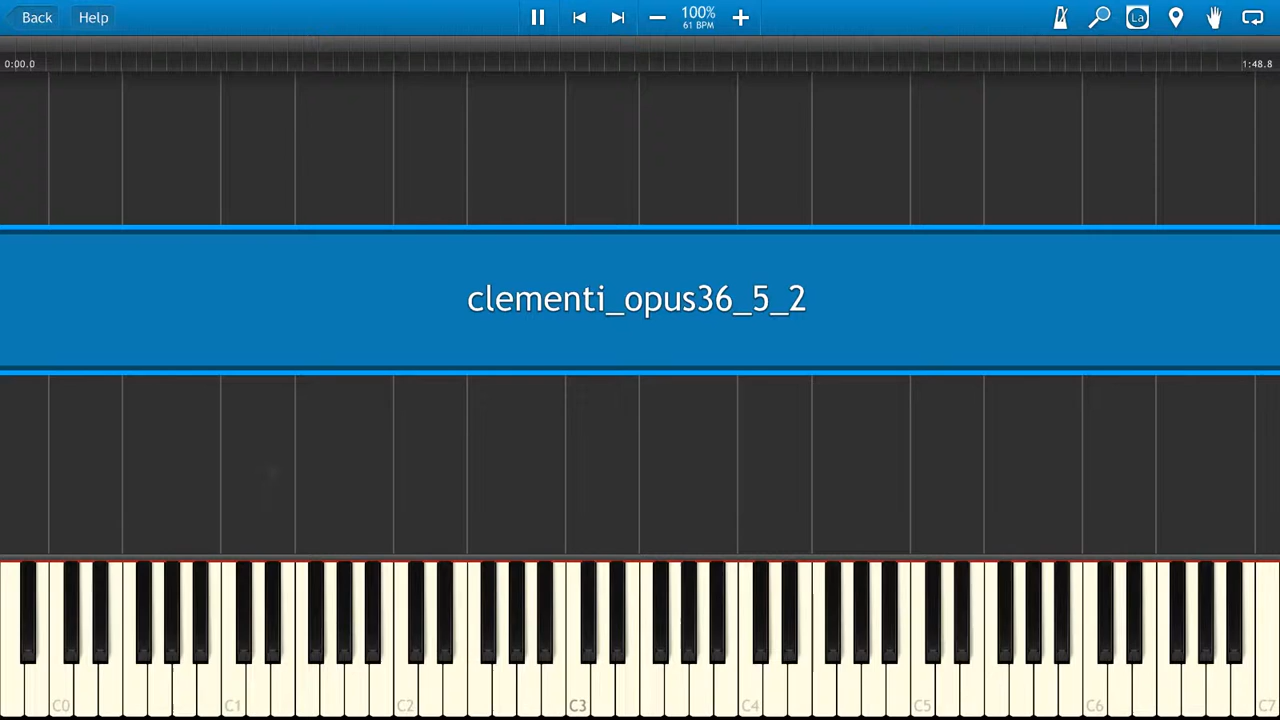 Back Help 100% La
61 BPM
0:00.0 1:48.8
clementi_opus36_5_2
C0 C1 C2 C3 C4 C5 C6 C7